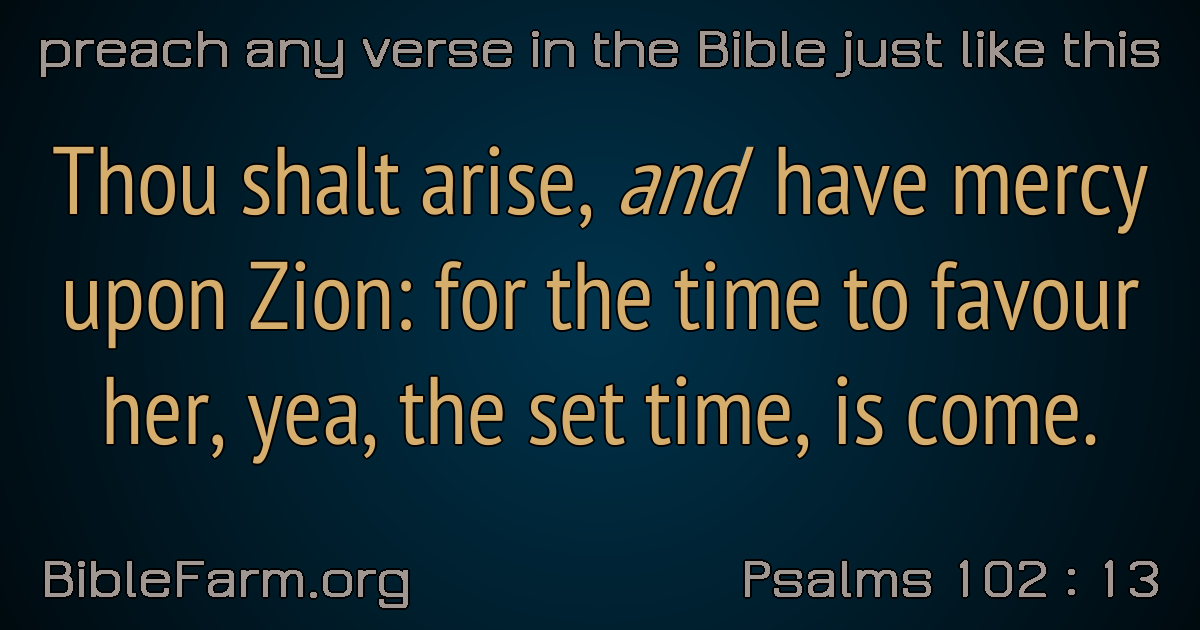 preach any verse in the Bible just like this
Thou shalt arise, and have mercy
upon Zion: for the time to favour
her, yea, the set time, is come.
BibleFarm.org
Psalms 102 : 13